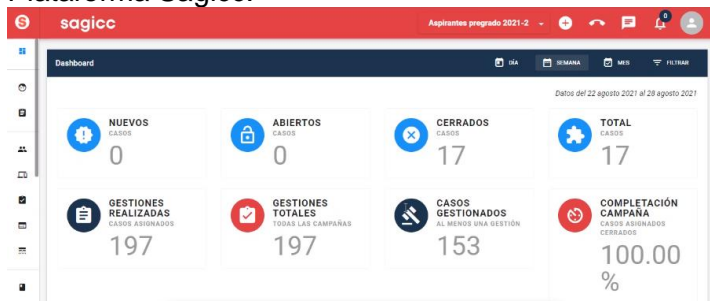 Plataforma Sagicc.
sagicc
Aspirantes pregrado 2021-2
0
Dashboard
DÍA
SEMANA
MES
FILTRAR
Datos del 22 agosto 2021 al 28 agosto 2021
NUEVOS
CASOS
0
ABIERTOS
CASOS
0
CERRADOS
CASOS
17
TOTAL
CASOS
17
GESTIONES
REALIZADAS
CASOS ASIGNADOS
197
GESTIONES
TOTALES
TODAS LAS CAMPAÑAS
197
CASOS
GESTIONADOS
AL MENOS UNA GESTIÓN
153
COMPLETACIÓN
CAMPAÑA
CASOS ASIGNADOS
CERRADOS
100.00
%